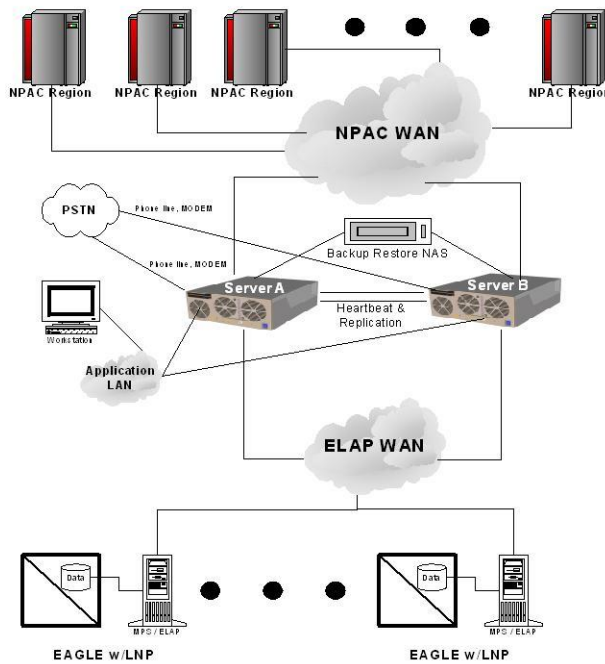 NPAC Region
NPAC Region
NPAC Region
NPAC Region
NPAC WAN
PSTN
Phone line, MODEM
Phone line, MODEM
Backup Restore NAS
Server A
Server B
Heartbeat &
Replication
Workstation
Application
LAN
ELAP WAN
Data
MPS / ELAP
EAGLE w/LNP
Data
MPS / ELAP
EAGLE w/LNP